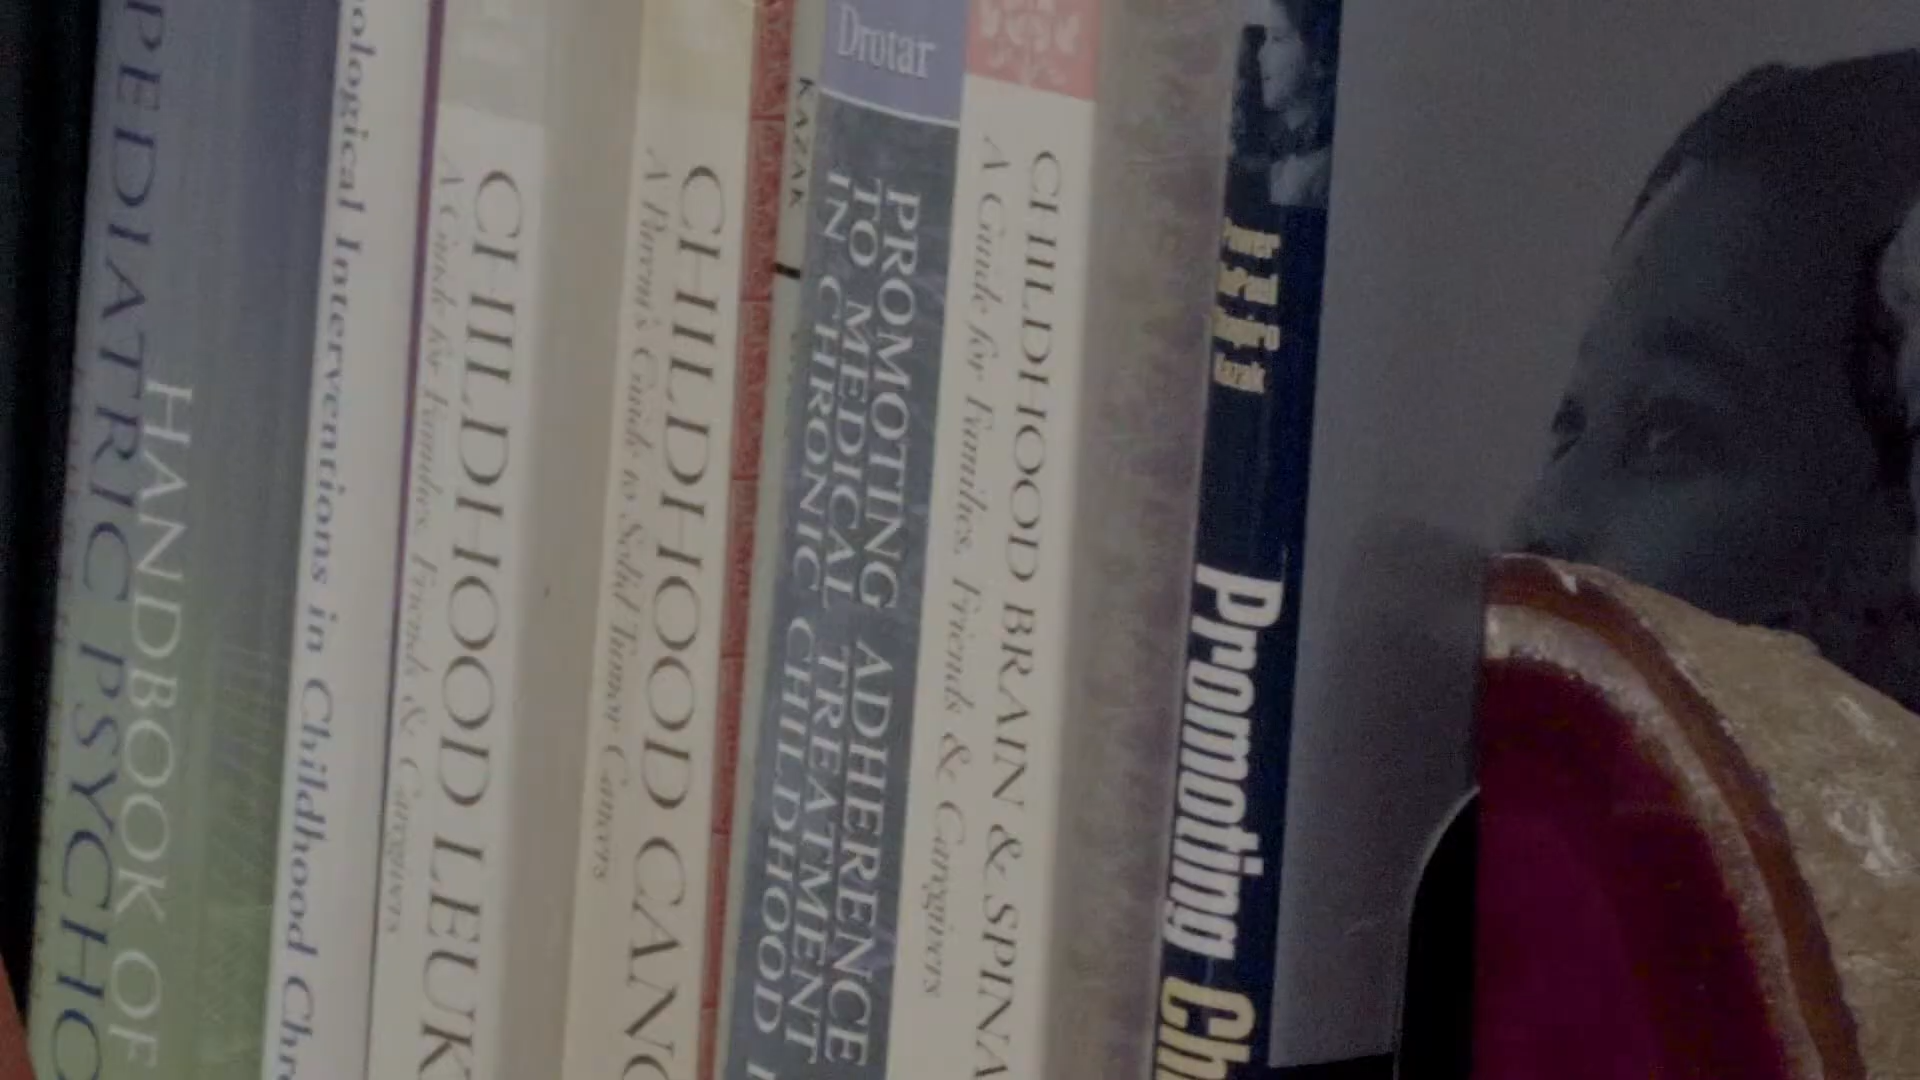 HANDBOOK OF
PEDIATRIC PSYCHO
ological Interventions in Childhood Chro
CHILDHOOD LEUK
A Guide for Families, Friends & Caregivers
CHILDHOOD CANC
A Parent's Guide to Solid Tumor Cancers
KAZAK
Drotar
PROMOTING ADHERENCE
TO MEDICAL TREATMENT
IN CHRONIC CHILDHOOD
CHILDHOOD BRAIN & SPINA
A Guide for Families, Friends & Caregivers
Kazak
Promoting Ch